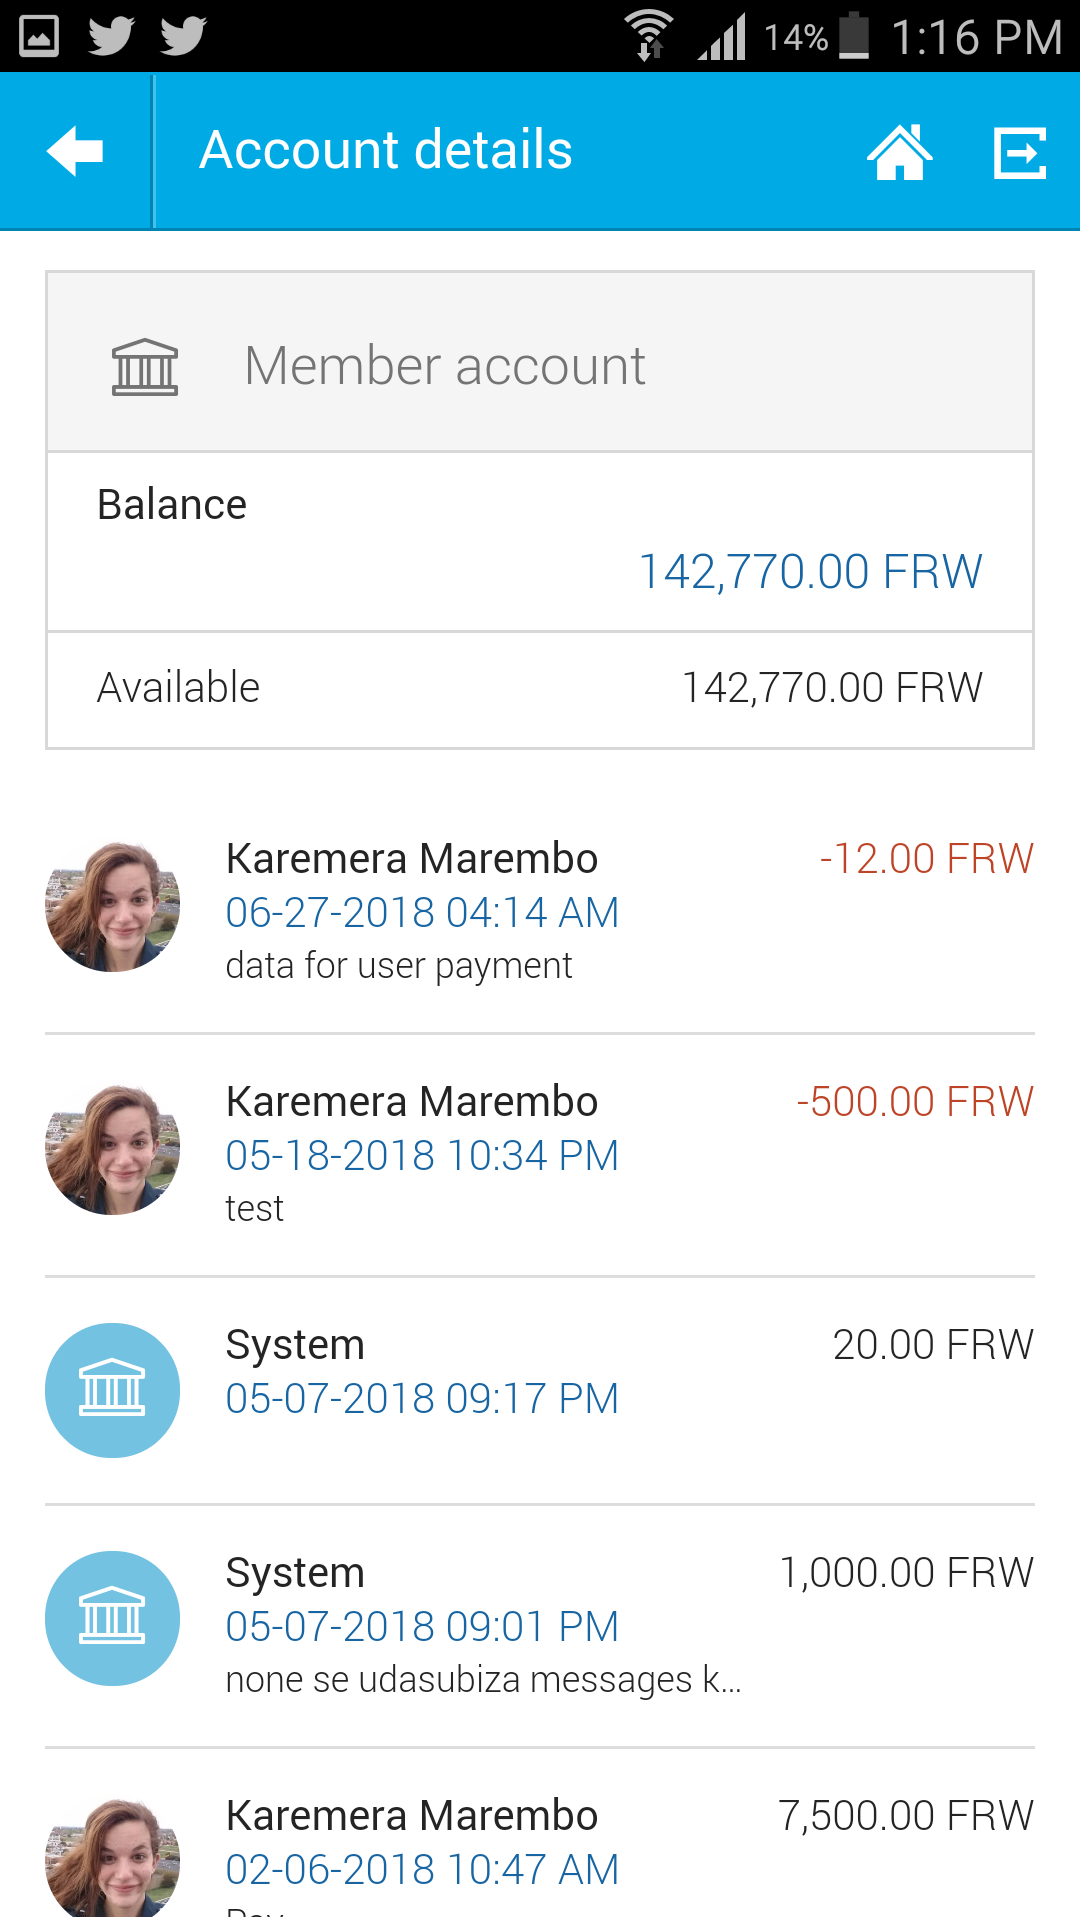 14% 1:16 PM
Account details
Member account
Balance
142,770.00 FRW
Available 142,770.00 FRW
Karemera Marembo -12.00 FRW
06-27-2018 04:14 AM
data for user payment
Karemera Marembo -500.00 FRW
05-18-2018 10:34 PM
test
System 20.00 FRW
05-07-2018 09:17 PM
System 1,000.00 FRW
05-07-2018 09:01 PM
none se udasubiza messages k...
Karemera Marembo 7,500.00 FRW
02-06-2018 10:47 AM